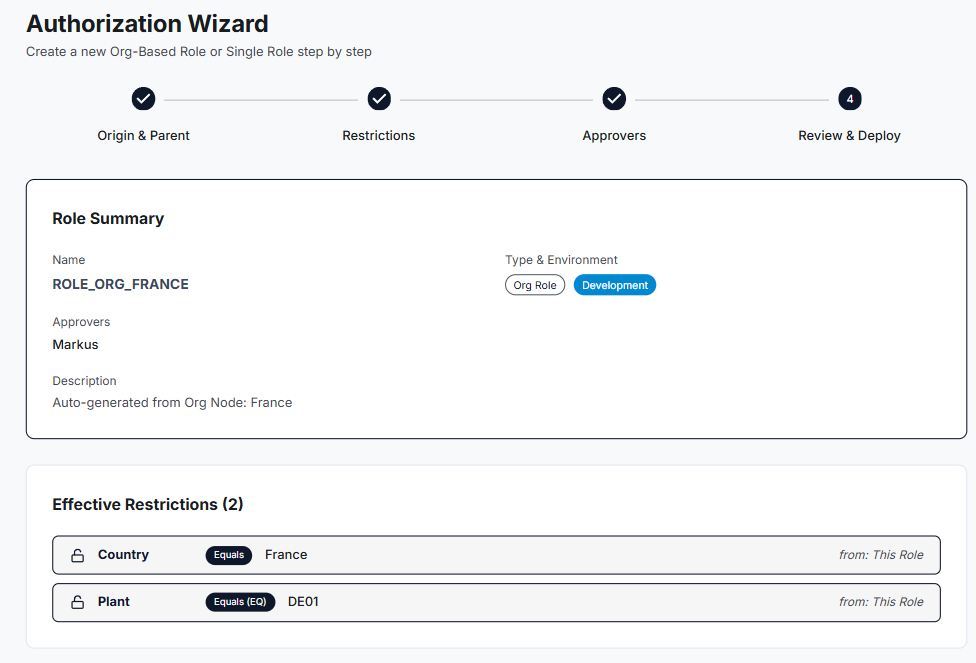 Authorization Wizard
Create a new Org-Based Role or Single Role step by step
4
Origin & Parent
Restrictions
Approvers
Review & Deploy
Role Summary
Name
Type & Environment
ROLE_ORG_FRANCE
Org Role
Development
Approvers
Markus
Description
Auto-generated from Org Node: France
Effective Restrictions (2)
Country Equals France from: This Role
Plant Equals (EQ) DE01 from: This Role